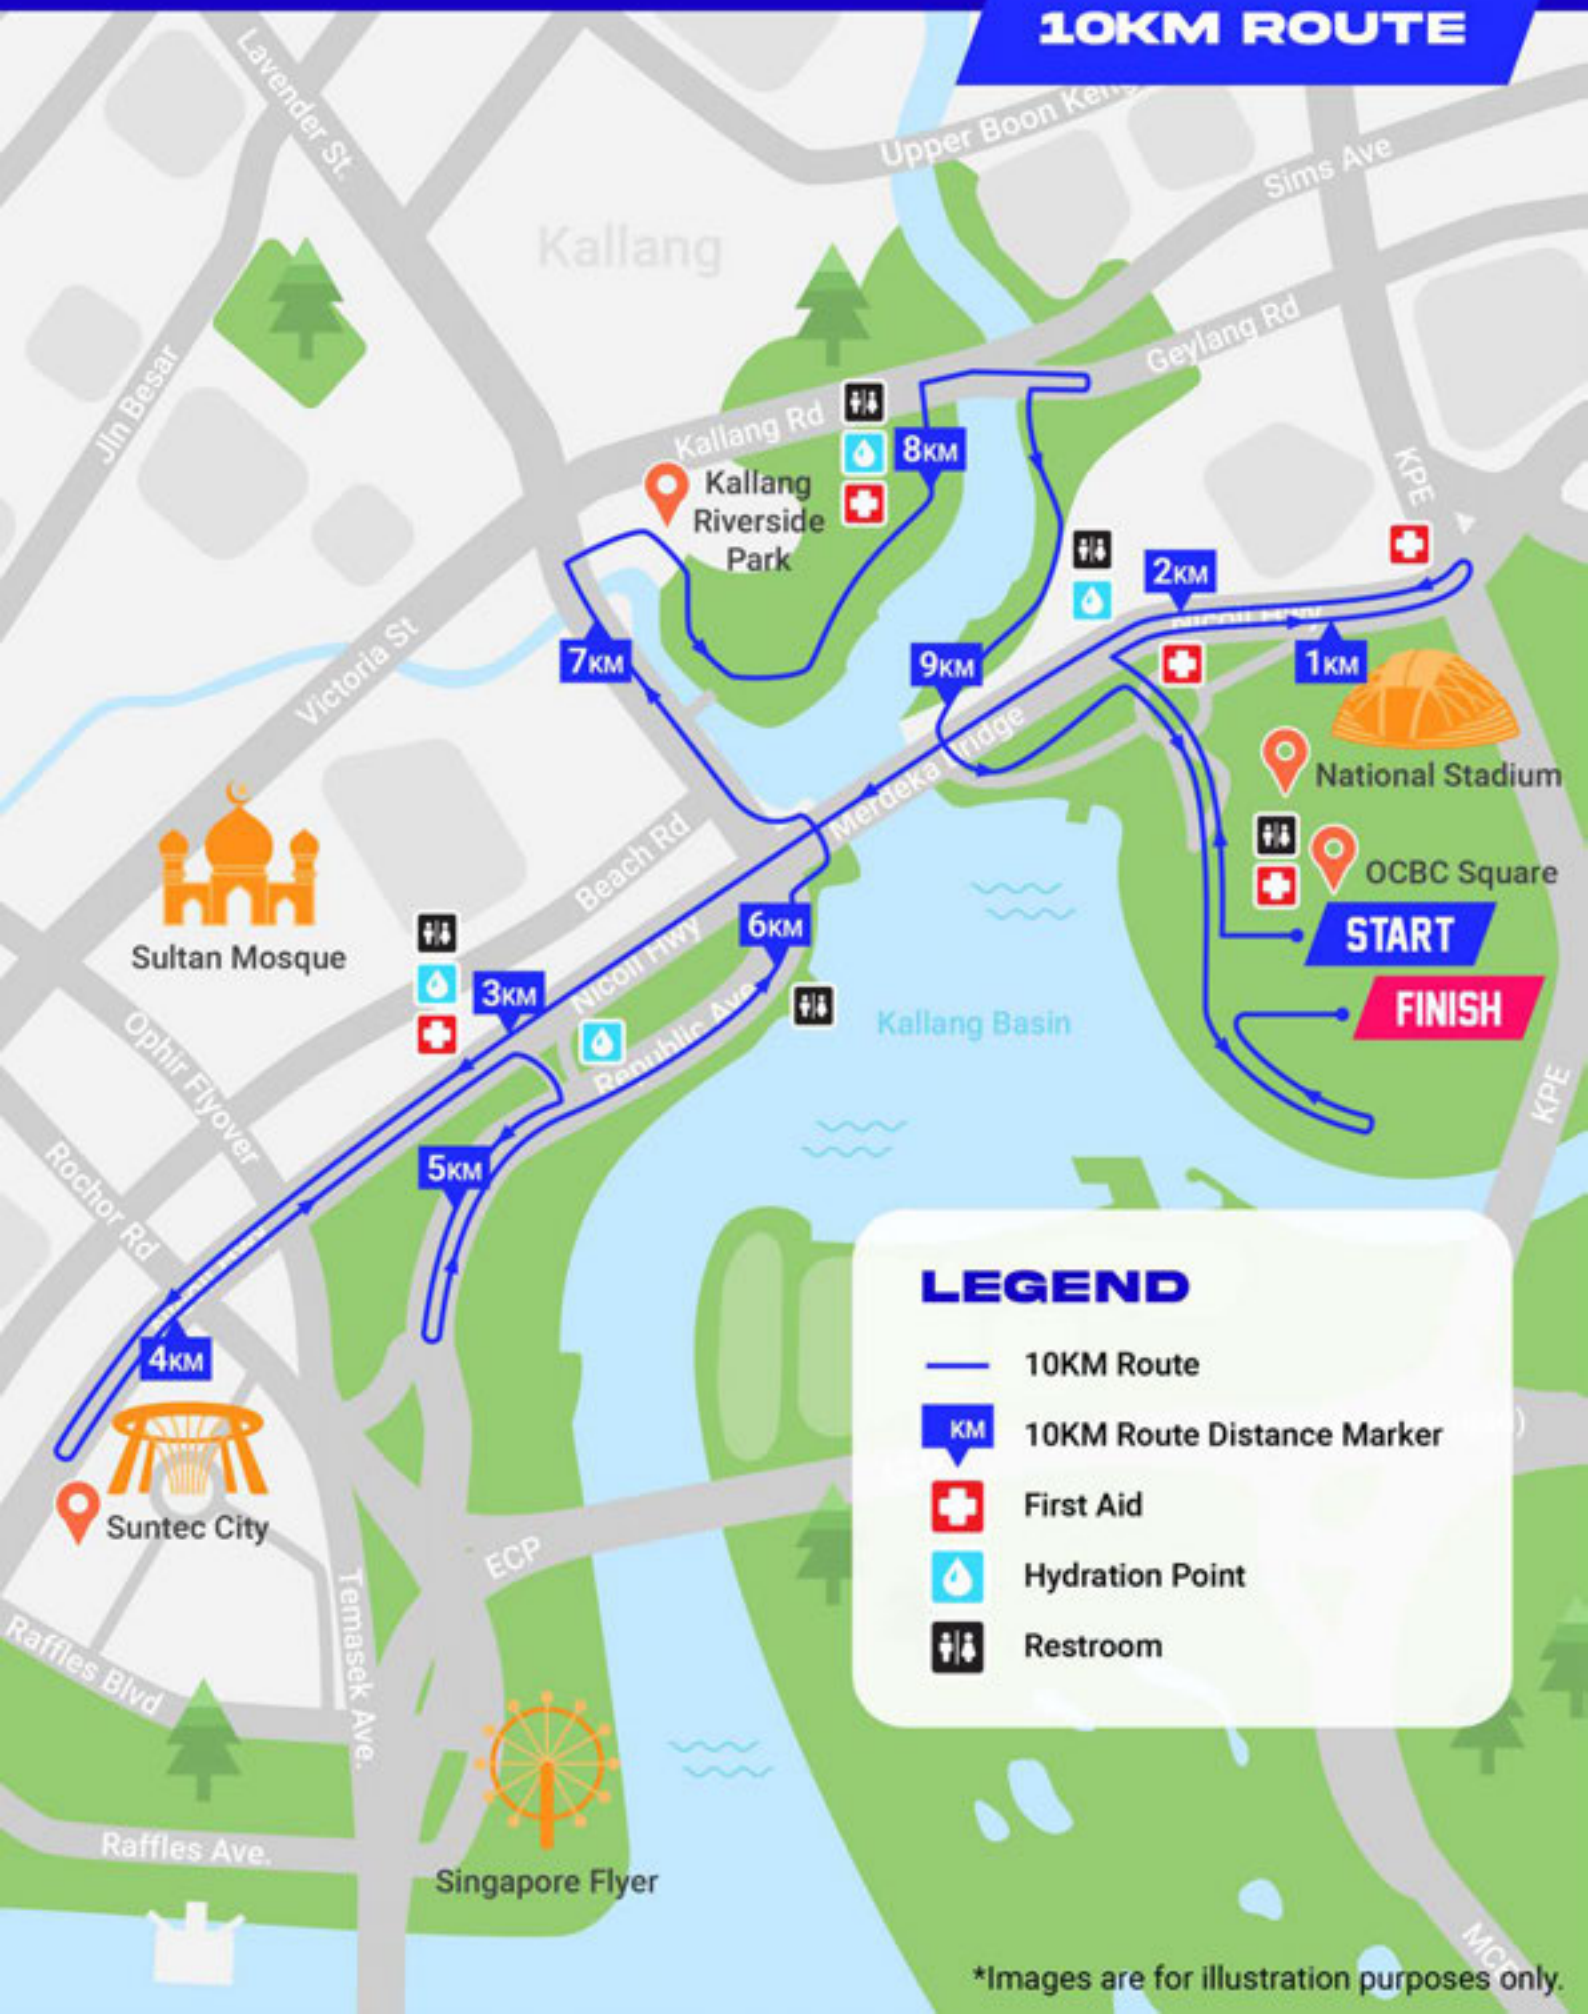 10KM ROUTE
Lavender St.
Upper Boon Keng
Sims Ave
Kallang
Geylang Rd
Jln Besar
Kallang Rd
8KM
Kallang
Riverside
Park
KPE
2KM
Nicoll Hwy
1KM
7KM
9KM
Victoria St
Merdeka Bridge
National Stadium
Beach Rd
OCBC Square
START
FINISH
Sultan Mosque
6KM
Nicoll Hwy
3KM
Republic Ave
Kallang Basin
Ophir Flyover
KPE
5KM
Rochor Rd
4KM
Suntec City
ECP
Temasek Ave.
Raffles Blvd
Raffles Ave.
Singapore Flyer
LEGEND
10KM Route
KM
10KM Route Distance Marker
First Aid
Hydration Point
Restroom
MCE
*Images are for illustration purposes only.